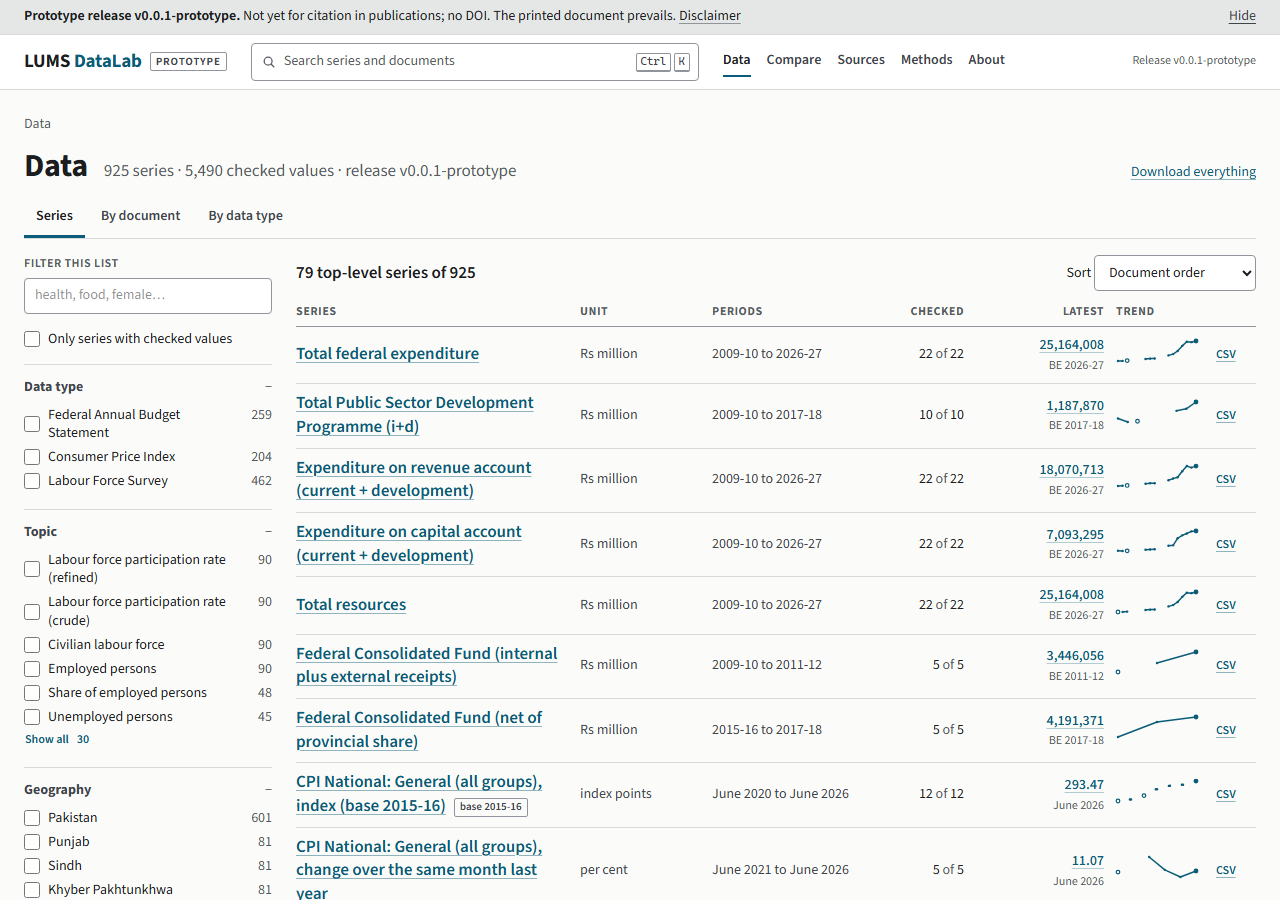 Prototype release v0.0.1-prototype. Not yet for citation in publications; no DOI. The printed document prevails. Disclaimer
Hide
LUMS DataLab PROTOTYPE
Search series and documents Ctrl K
Data Compare Sources Methods About
Release v0.0.1-prototype
Data
Data 925 series · 5,490 checked values · release v0.0.1-prototype
Download everything
Series By document By data type
FILTER THIS LIST
health, food, female…
Only series with checked values
Data type –
Federal Annual Budget Statement 259
Consumer Price Index 204
Labour Force Survey 462
Topic –
Labour force participation rate (refined) 90
Labour force participation rate (crude) 90
Civilian labour force 90
Employed persons 90
Share of employed persons 48
Unemployed persons 45
Show all 30
Geography –
Pakistan 601
Punjab 81
Sindh 81
Khyber Pakhtunkhwa 81
79 top-level series of 925
Sort Document order
SERIES UNIT PERIODS CHECKED LATEST TREND
Total federal expenditure Rs million 2009-10 to 2026-27 22 of 22 25,164,008 BE 2026-27 CSV
Total Public Sector Development Programme (i+d) Rs million 2009-10 to 2017-18 10 of 10 1,187,870 BE 2017-18 CSV
Expenditure on revenue account (current + development) Rs million 2009-10 to 2026-27 22 of 22 18,070,713 BE 2026-27 CSV
Expenditure on capital account (current + development) Rs million 2009-10 to 2026-27 22 of 22 7,093,295 BE 2026-27 CSV
Total resources Rs million 2009-10 to 2026-27 22 of 22 25,164,008 BE 2026-27 CSV
Federal Consolidated Fund (internal plus external receipts) Rs million 2009-10 to 2011-12 5 of 5 3,446,056 BE 2011-12 CSV
Federal Consolidated Fund (net of provincial share) Rs million 2015-16 to 2017-18 5 of 5 4,191,371 BE 2017-18 CSV
CPI National: General (all groups), index (base 2015-16) base 2015-16 index points June 2020 to June 2026 12 of 12 293.47 June 2026 CSV
CPI National: General (all groups), change over the same month last year per cent June 2021 to June 2026 5 of 5 11.07 June 2026 CSV